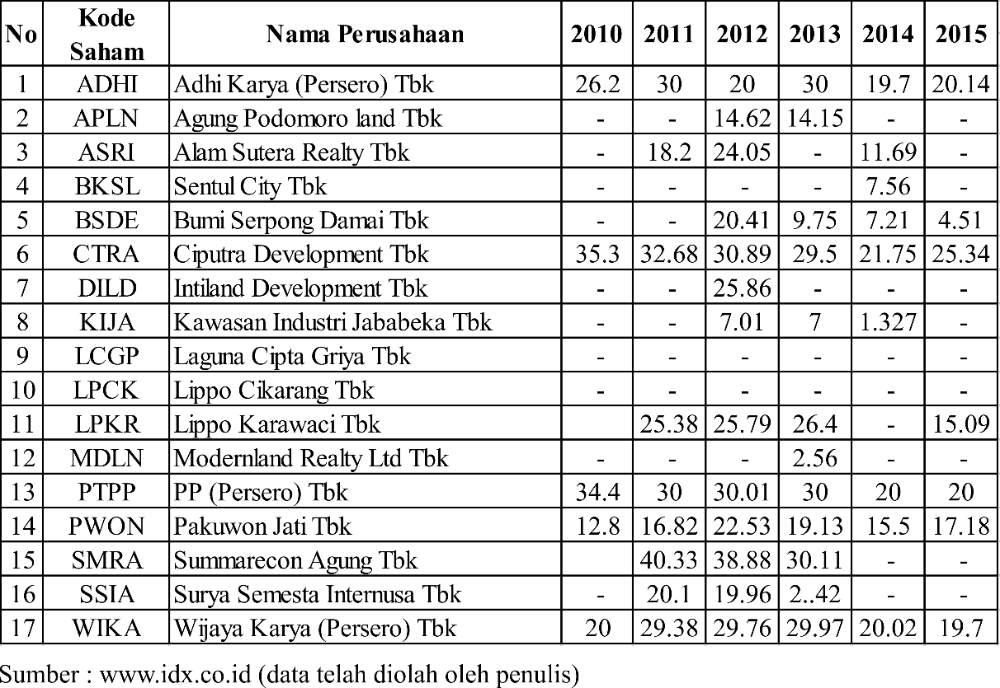 No Kode Saham Nama Perusahaan 2010 2011 2012 2013 2014 2015
1 ADHI Adhi Karya (Persero) Tbk 26.2 30 20 30 19.7 20.14
2 APLN Agung Podomoro land Tbk - - 14.62 14.15 - -
3 ASRI Alam Sutera Realty Tbk - 18.2 24.05 - 11.69 -
4 BKSL Sentul City Tbk - - - - 7.56 -
5 BSDE Bumi Serpong Damai Tbk - - 20.41 9.75 7.21 4.51
6 CTRA Ciputra Development Tbk 35.3 32.68 30.89 29.5 21.75 25.34
7 DILD Intiland Development Tbk - - 25.86 - - -
8 KIJA Kawasan Industri Jababeka Tbk - - 7.01 7 1.327 -
9 LCGP Laguna Cipta Griya Tbk - - - - - -
10 LPCK Lippo Cikarang Tbk - - - - - -
11 LPKR Lippo Karawaci Tbk 25.38 25.79 26.4 - 15.09
12 MDLN Modernland Realty Ltd Tbk - - - 2.56 - -
13 PTPP PP (Persero) Tbk 34.4 30 30.01 30 20 20
14 PWON Pakuwon Jati Tbk 12.8 16.82 22.53 19.13 15.5 17.18
15 SMRA Summarecon Agung Tbk 40.33 38.88 30.11 - -
16 SSIA Surya Semesta Internusa Tbk - 20.1 19.96 2..42 - -
17 WIKA Wijaya Karya (Persero) Tbk 20 29.38 29.76 29.97 20.02 19.7
Sumber : www.idx.co.id (data telah diolah oleh penulis)